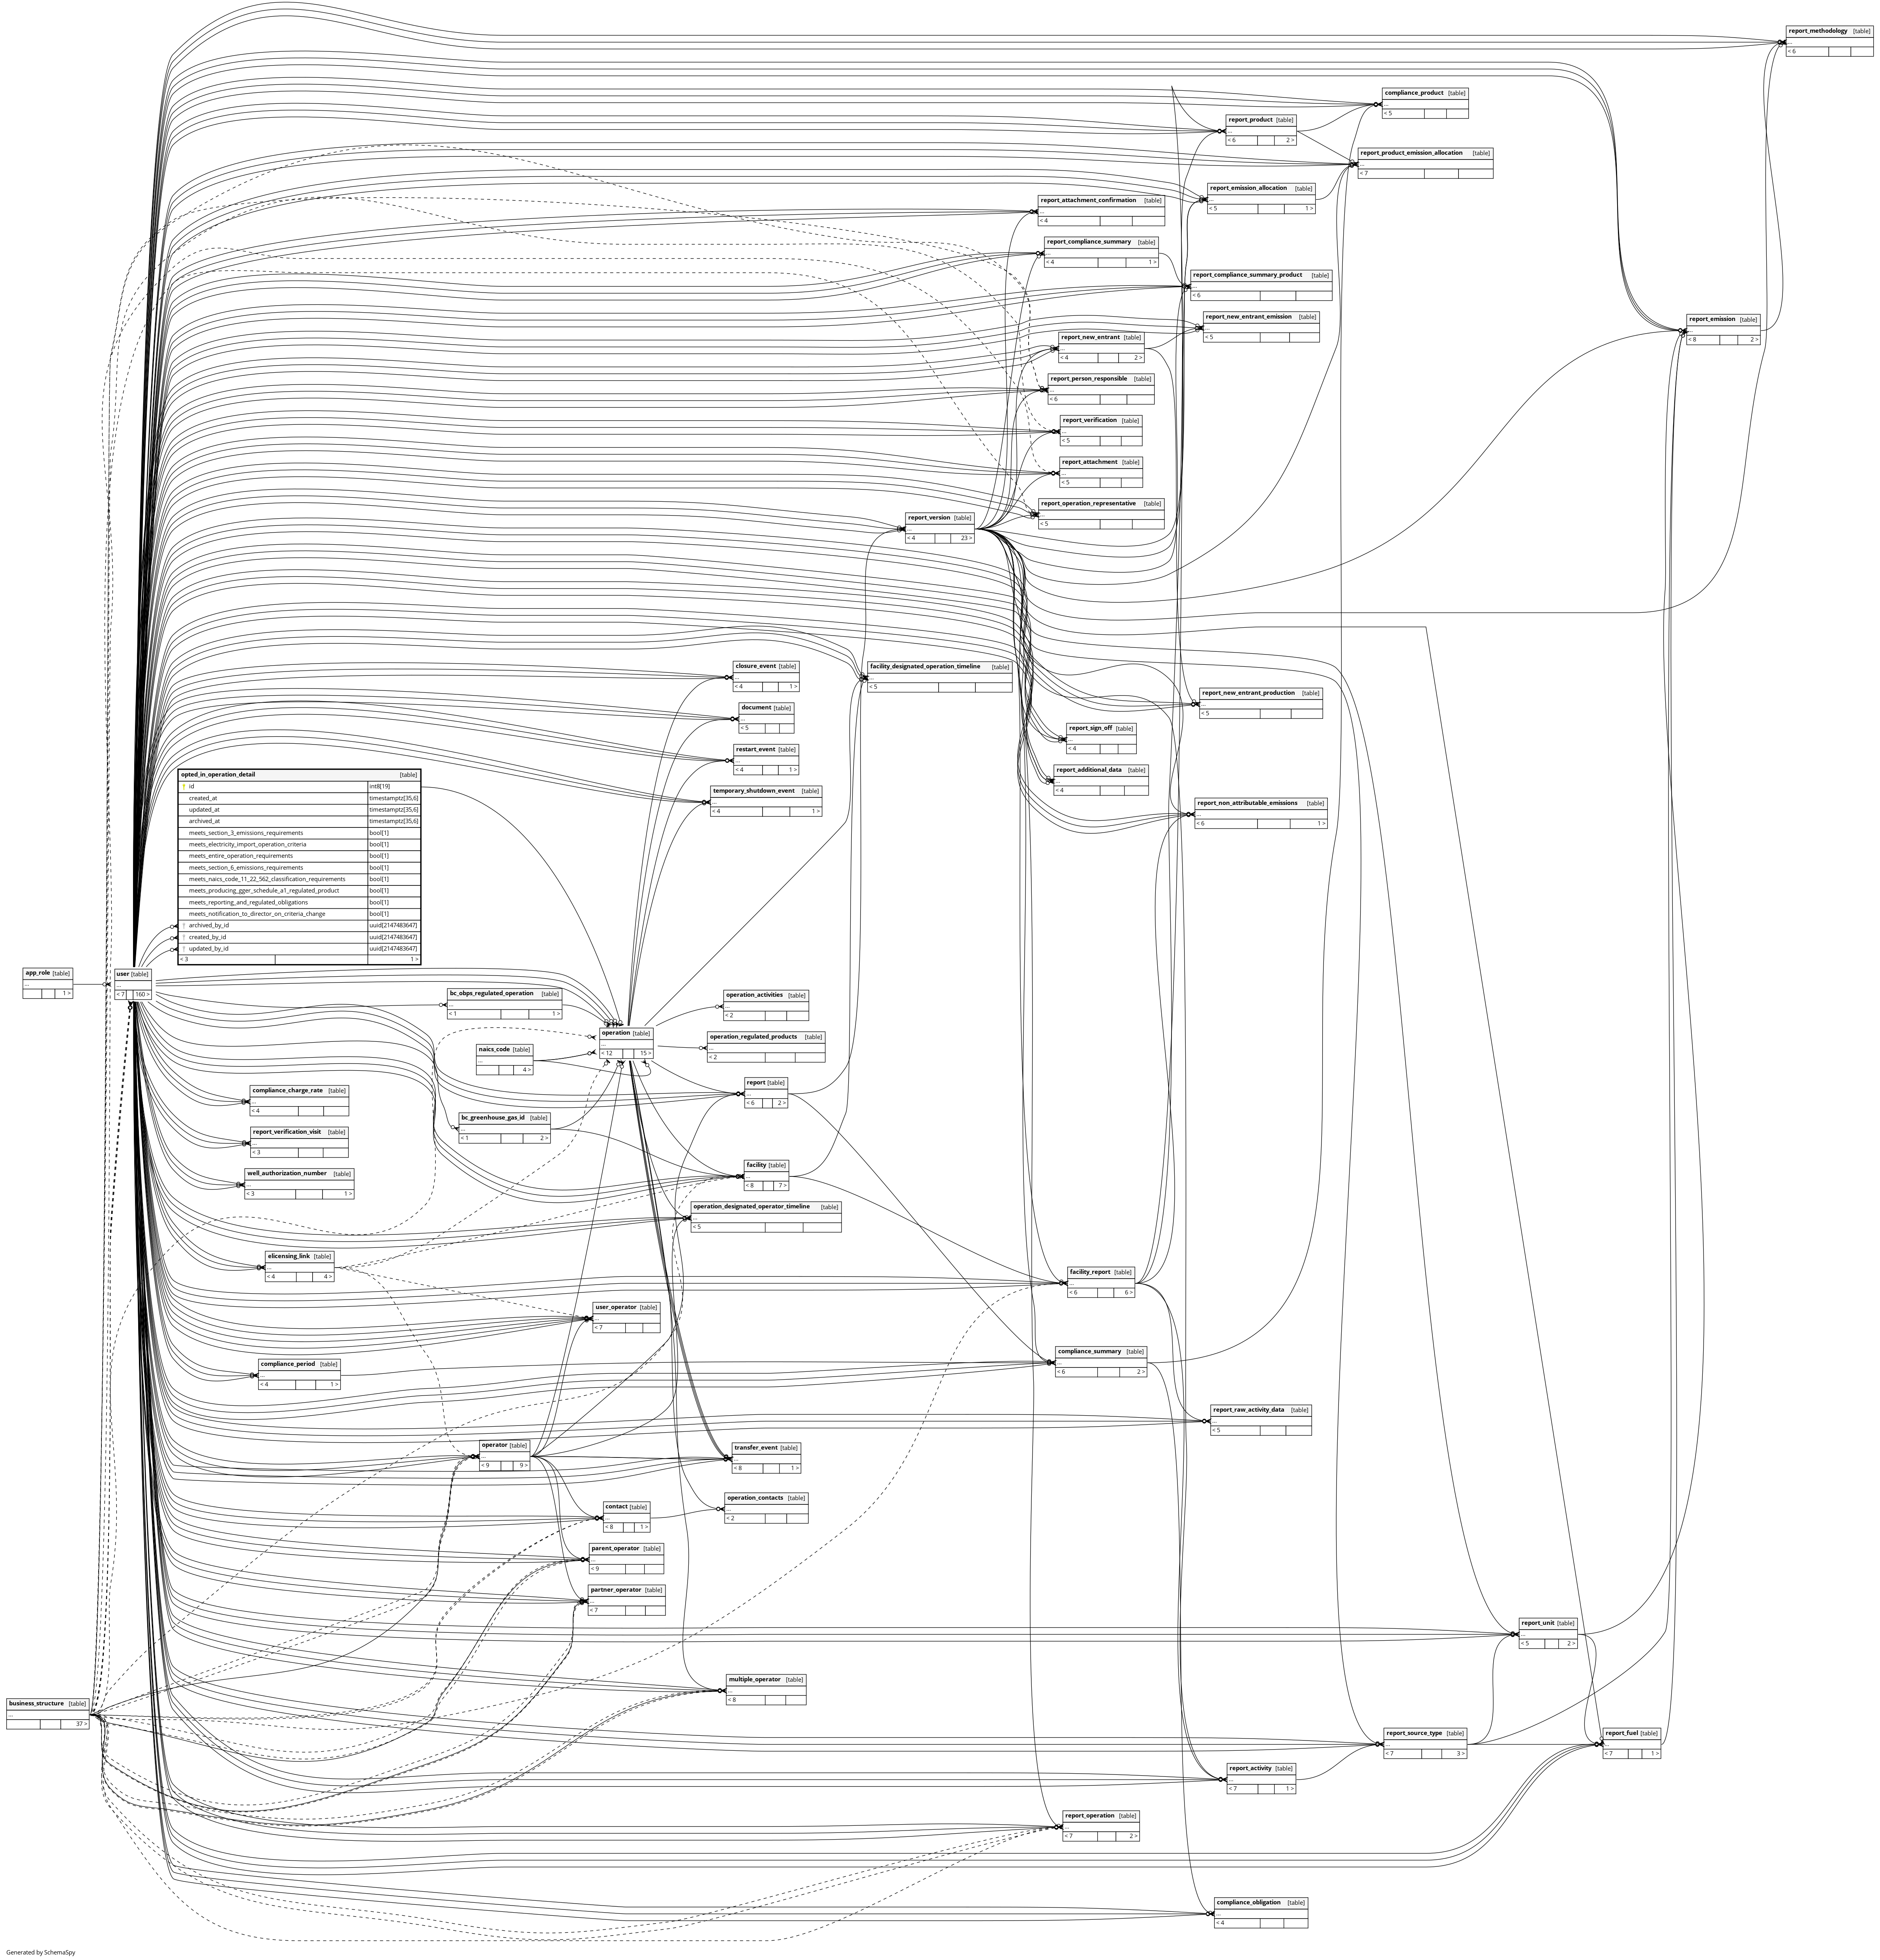 report_methodology [table]
...
< 6
compliance_product [table]
...
< 5
report_product [table]
...
< 6 2 >
report_product_emission_allocation [table]
...
< 7
report_emission_allocation [table]
...
< 5 1 >
report_attachment_confirmation [table]
...
< 4
report_compliance_summary [table]
...
< 4 1 >
report_compliance_summary_product [table]
...
< 6
report_new_entrant_emission [table]
...
< 5
report_emission [table]
...
< 8 2 >
report_new_entrant [table]
...
< 4 2 >
report_person_responsible [table]
...
< 6
report_verification [table]
...
< 5
report_attachment [table]
...
< 5
report_operation_representative [table]
...
< 5
report_version [table]
...
< 4 23 >
closure_event [table]
...
< 4 1 >
facility_designated_operation_timeline [table]
...
< 5
report_new_entrant_production [table]
...
< 5
document [table]
...
< 5
report_sign_off [table]
...
< 4
restart_event [table]
...
< 4 1 >
report_additional_data [table]
...
< 4
temporary_shutdown_event [table]
...
< 4 1 >
report_non_attributable_emissions [table]
...
< 6 1 >
opted_in_operation_detail [table]
id int8[19]
created_at timestamptz[35,6]
updated_at timestamptz[35,6]
archived_at timestamptz[35,6]
meets_section_3_emissions_requirements bool[1]
meets_electricity_import_operation_criteria bool[1]
meets_entire_operation_requirements bool[1]
meets_section_6_emissions_requirements bool[1]
meets_naics_code_11_22_562_classification_requirements bool[1]
meets_producing_gger_schedule_a1_regulated_product bool[1]
meets_reporting_and_regulated_obligations bool[1]
meets_notification_to_director_on_criteria_change bool[1]
archived_by_id uuid[2147483647]
created_by_id uuid[2147483647]
updated_by_id uuid[2147483647]
< 3 1 >
app_role [table]
...
1 >
user [table]
...
< 7 160 >
bc_obps_regulated_operation [table]
...
< 1 1 >
operation_activities [table]
...
< 2
operation [table]
...
< 12 15 >
operation_regulated_products [table]
...
< 2
naics_code [table]
...
4 >
report [table]
...
< 6 2 >
compliance_charge_rate [table]
...
< 4
bc_greenhouse_gas_id [table]
...
< 1 2 >
report_verification_visit [table]
...
< 3
facility [table]
...
< 8 7 >
well_authorization_number [table]
...
< 3 1 >
operation_designated_operator_timeline [table]
...
< 5
elicensing_link [table]
...
< 4 4 >
facility_report [table]
...
< 6 6 >
user_operator [table]
...
< 7
compliance_summary [table]
...
< 6 2 >
compliance_period [table]
...
< 4 1 >
report_raw_activity_data [table]
...
< 5
operator [table]
...
< 9 9 >
transfer_event [table]
...
< 8 1 >
operation_contacts [table]
...
< 2
contact [table]
...
< 8 1 >
parent_operator [table]
...
< 9
partner_operator [table]
...
< 7
report_unit [table]
...
< 5 2 >
multiple_operator [table]
...
< 8
business_structure [table]
...
37 >
report_source_type [table]
...
< 7 3 >
report_fuel [table]
...
< 7 1 >
report_activity [table]
...
< 7 1 >
report_operation [table]
...
< 7 2 >
compliance_obligation [table]
...
< 4
Generated by SchemaSpy